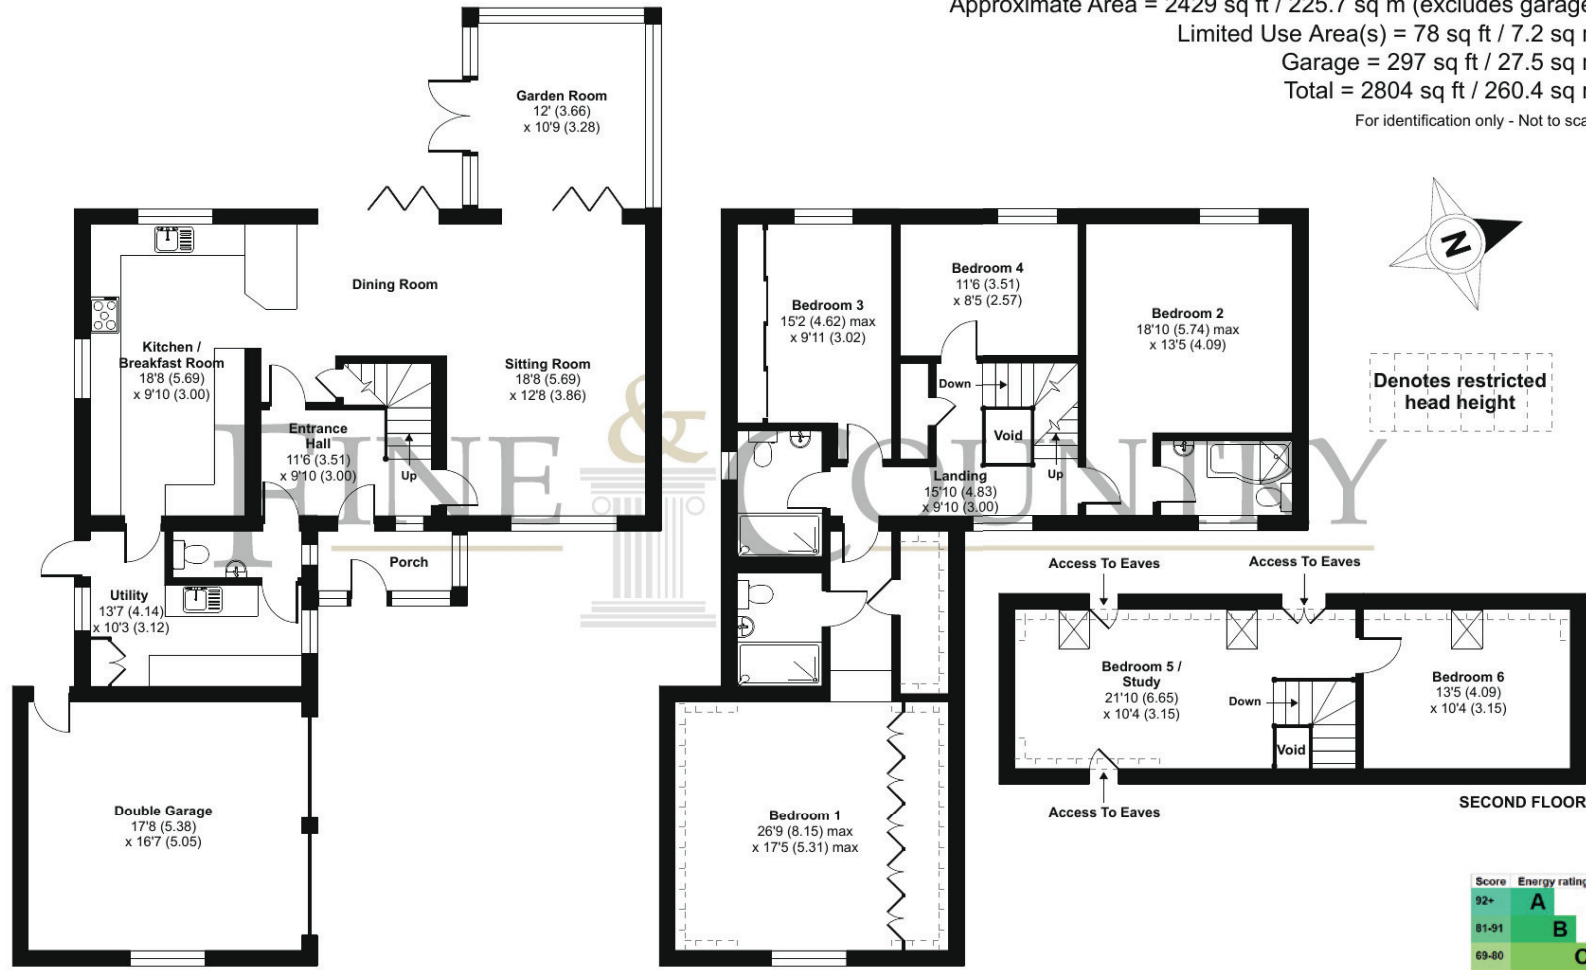 Approximate Area = 2429 sq ft / 225.7 sq m (excludes garage
Limited Use Area(s) = 78 sq ft / 7.2 sq
Garage = 297 sq ft / 27.5 sq
Total = 2804 sq ft / 260.4 sq
For identification only - Not to sca
Garden Room
12' (3.66)
x 10'9 (3.28)
Dining Room
Kitchen /
Breakfast Room
18'8 (5.69)
x 9'10 (3.00)
Sitting Room
18'8 (5.69)
x 12'8 (3.86)
Entrance
Hall
11'6 (3.51)
x 9'10 (3.00)
Up
Porch
Utility
13'7 (4.14)
x 10'3 (3.12)
Double Garage
17'8 (5.38)
x 16'7 (5.05)
Bedroom 3
15'2 (4.62) max
x 9'11 (3.02)
Bedroom 4
11'6 (3.51)
x 8'5 (2.57)
Bedroom 2
18'10 (5.74) max
x 13'5 (4.09)
Down
Void
Up
Landing
15'10 (4.83)
x 9'10 (3.00)
Bedroom 1
26'9 (8.15) max
x 17'5 (5.31) max
N
Denotes restricted
head height
FINE & COUNTRY
Access To Eaves
Access To Eaves
Bedroom 5 /
Study
21'10 (6.65)
x 10'4 (3.15)
Down
Void
Bedroom 6
13'5 (4.09)
x 10'4 (3.15)
Access To Eaves
SECOND FLOOR
Score Energy rating
92+ A
81-91 B
69-80 C